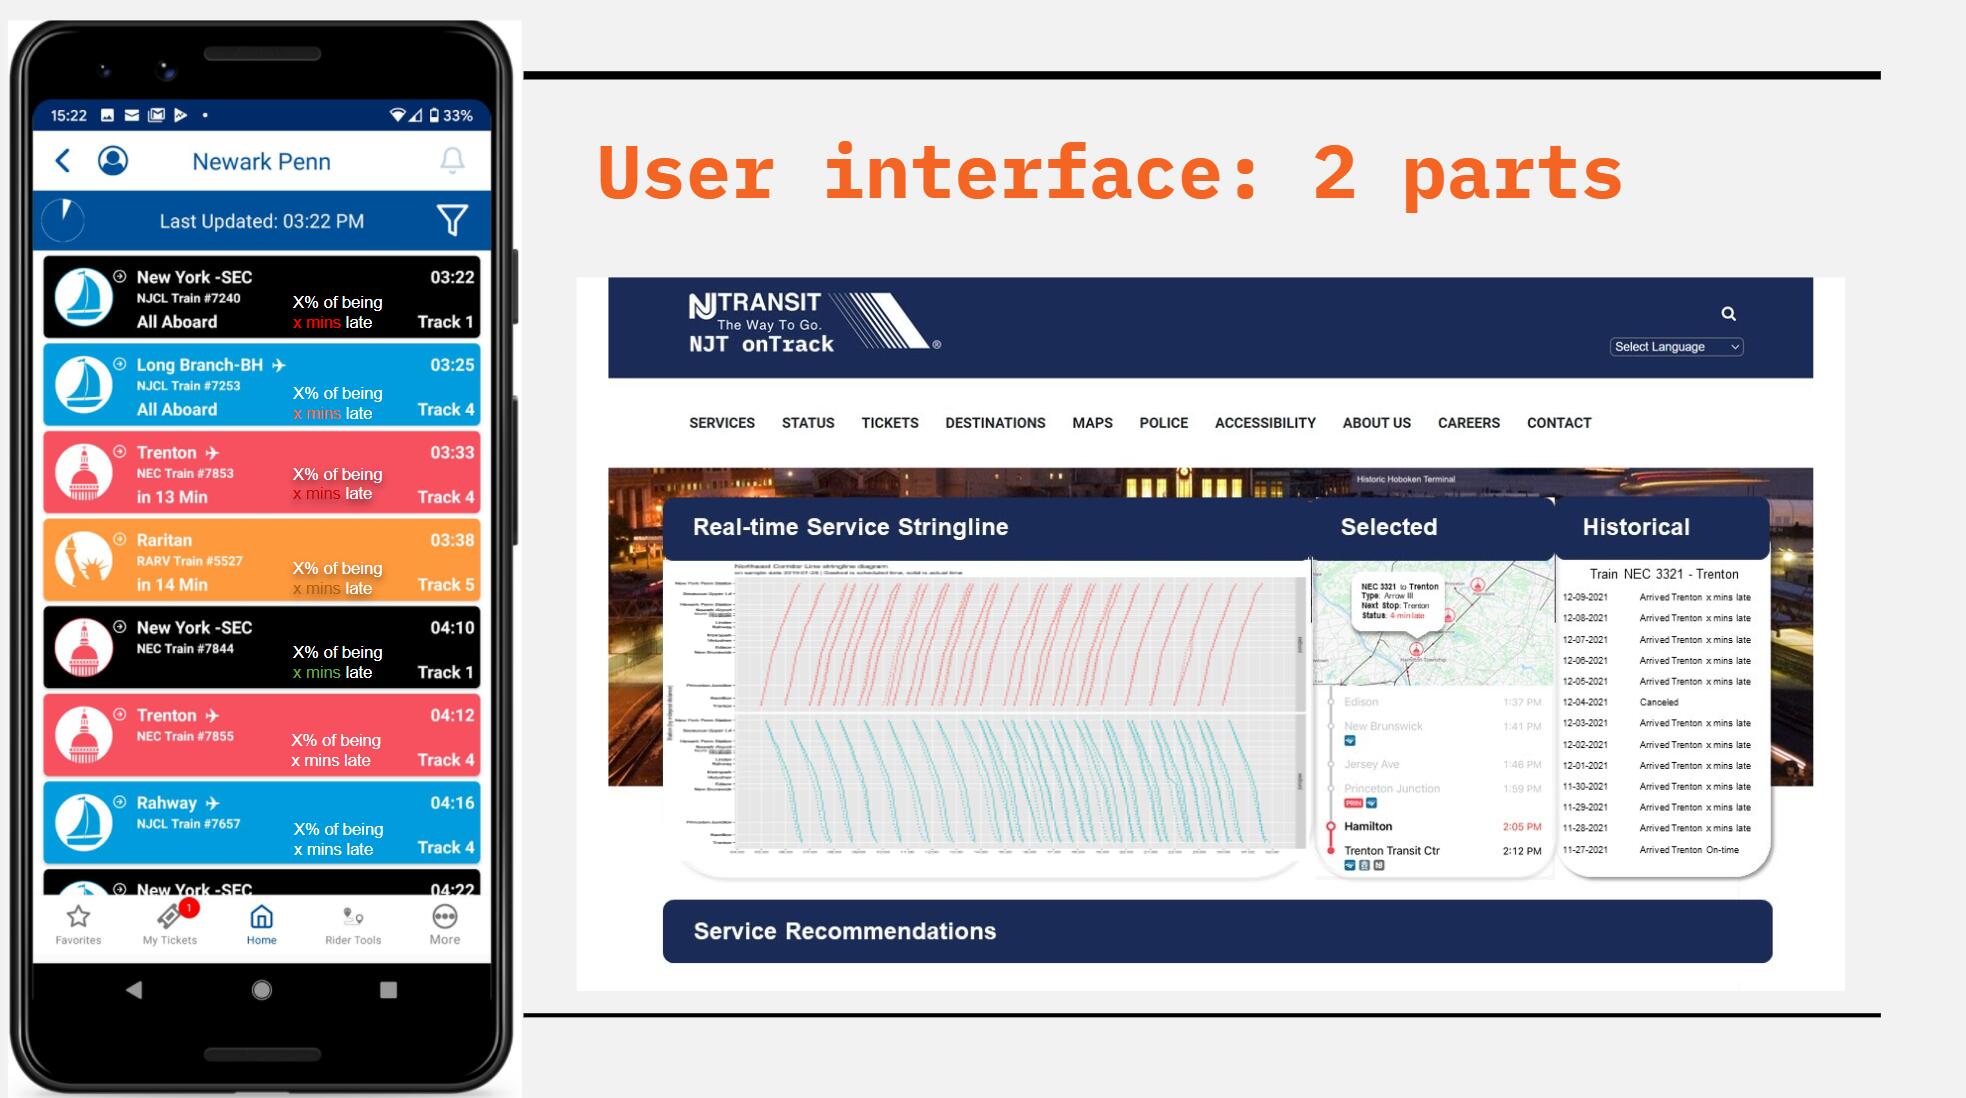 15:22
33%
Newark Penn
Last Updated: 03:22 PM
New York -SEC
03:22
NJCL Train #7240
X% of being
x mins late
All Aboard
Track 1
Long Branch-BH
03:25
NJCL Train #7253
X% of being
x mins late
All Aboard
Track 4
Trenton
03:33
NEC Train #7853
X% of being
x mins late
in 13 Min
Track 4
Raritan
03:38
RARV Train #5527
X% of being
x mins late
in 14 Min
Track 5
New York -SEC
04:10
NEC Train #7844
X% of being
x mins late
Track 1
Trenton
04:12
NEC Train #7855
X% of being
x mins late
Track 4
Rahway
04:16
NJCL Train #7657
X% of being
x mins late
Track 4
New York -SEC
04:22
1
Favorites
My Tickets
Home
Rider Tools
More
User interface: 2 parts
NJ TRANSIT
The Way To Go.
NJT onTrack
®
Select Language
SERVICES STATUS TICKETS DESTINATIONS MAPS POLICE ACCESSIBILITY ABOUT US CAREERS CONTACT
Historic Hoboken Terminal
Real-time Service Stringline
Northeast Corridor Line stringline diagram
Selected
NEC 3321 to Trenton
Type: Arrow III
Next Stop: Trenton
Status: 4-min late
Edison 1:37 PM
New Brunswick 1:41 PM
Jersey Ave 1:46 PM
Princeton Junction 1:59 PM
PRIN
Hamilton 2:05 PM
Trenton Transit Ctr 2:12 PM
Historical
Train NEC 3321 - Trenton
12-09-2021 Arrived Trenton x mins late
12-08-2021 Arrived Trenton x mins late
12-07-2021 Arrived Trenton x mins late
12-06-2021 Arrived Trenton x mins late
12-05-2021 Arrived Trenton x mins late
12-04-2021 Canceled
12-03-2021 Arrived Trenton x mins late
12-02-2021 Arrived Trenton x mins late
12-01-2021 Arrived Trenton x mins late
11-30-2021 Arrived Trenton x mins late
11-29-2021 Arrived Trenton x mins late
11-28-2021 Arrived Trenton x mins late
11-27-2021 Arrived Trenton On-time
Service Recommendations